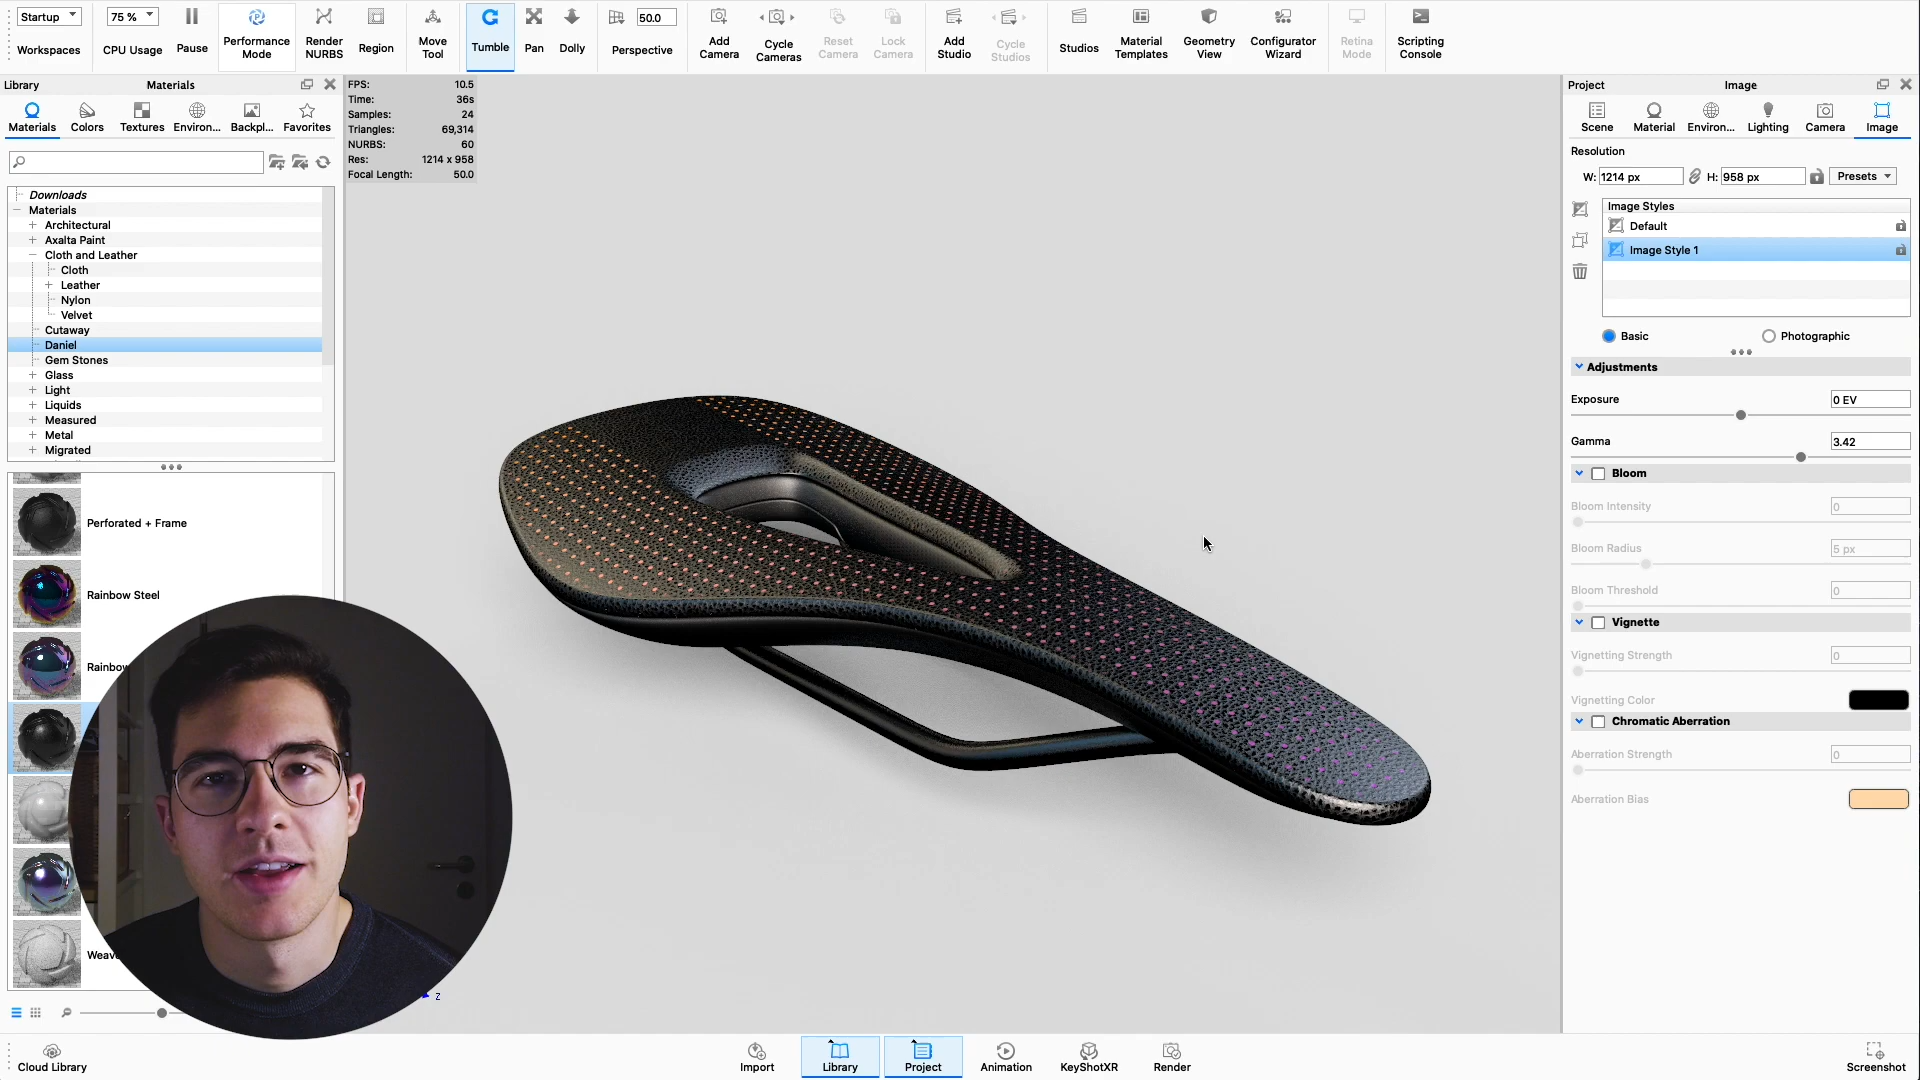 Startup
75 %
50.0
Workspaces
CPU Usage
Pause
Performance
Mode
Render
NURBS
Region
Move
Tool
Tumble
Pan
Dolly
Perspective
Add
Camera
Cycle
Cameras
Reset
Camera
Lock
Camera
Add
Studio
Cycle
Studios
Studios
Material
Templates
Geometry
View
Configurator
Wizard
Retina
Mode
Scripting
Console
Library
Materials
Materials
Colors
Textures
Environ...
Backpl...
Favorites
Downloads
Materials
Architectural
Axalta Paint
Cloth and Leather
Cloth
Leather
Nylon
Velvet
Cutaway
Daniel
Gem Stones
Glass
Light
Liquids
Measured
Metal
Migrated
Perforated + Frame
Rainbow Steel
Rainbow
Weav
FPS: 10.5
Time: 36s
Samples: 24
Triangles: 69,314
NURBS: 60
Res: 1214 x 958
Focal Length: 50.0
z
Project
Image
Scene
Material
Environ...
Lighting
Camera
Image
Resolution
W: 1214 px
H: 958 px
Presets
Image Styles
Default
Image Style 1
Basic
Photographic
Adjustments
Exposure
0 EV
Gamma
3.42
Bloom
Bloom Intensity
0
Bloom Radius
5 px
Bloom Threshold
0
Vignette
Vignetting Strength
0
Vignetting Color
Chromatic Aberration
Aberration Strength
0
Aberration Bias
Cloud Library
Import
Library
Project
Animation
KeyShotXR
Render
Screenshot